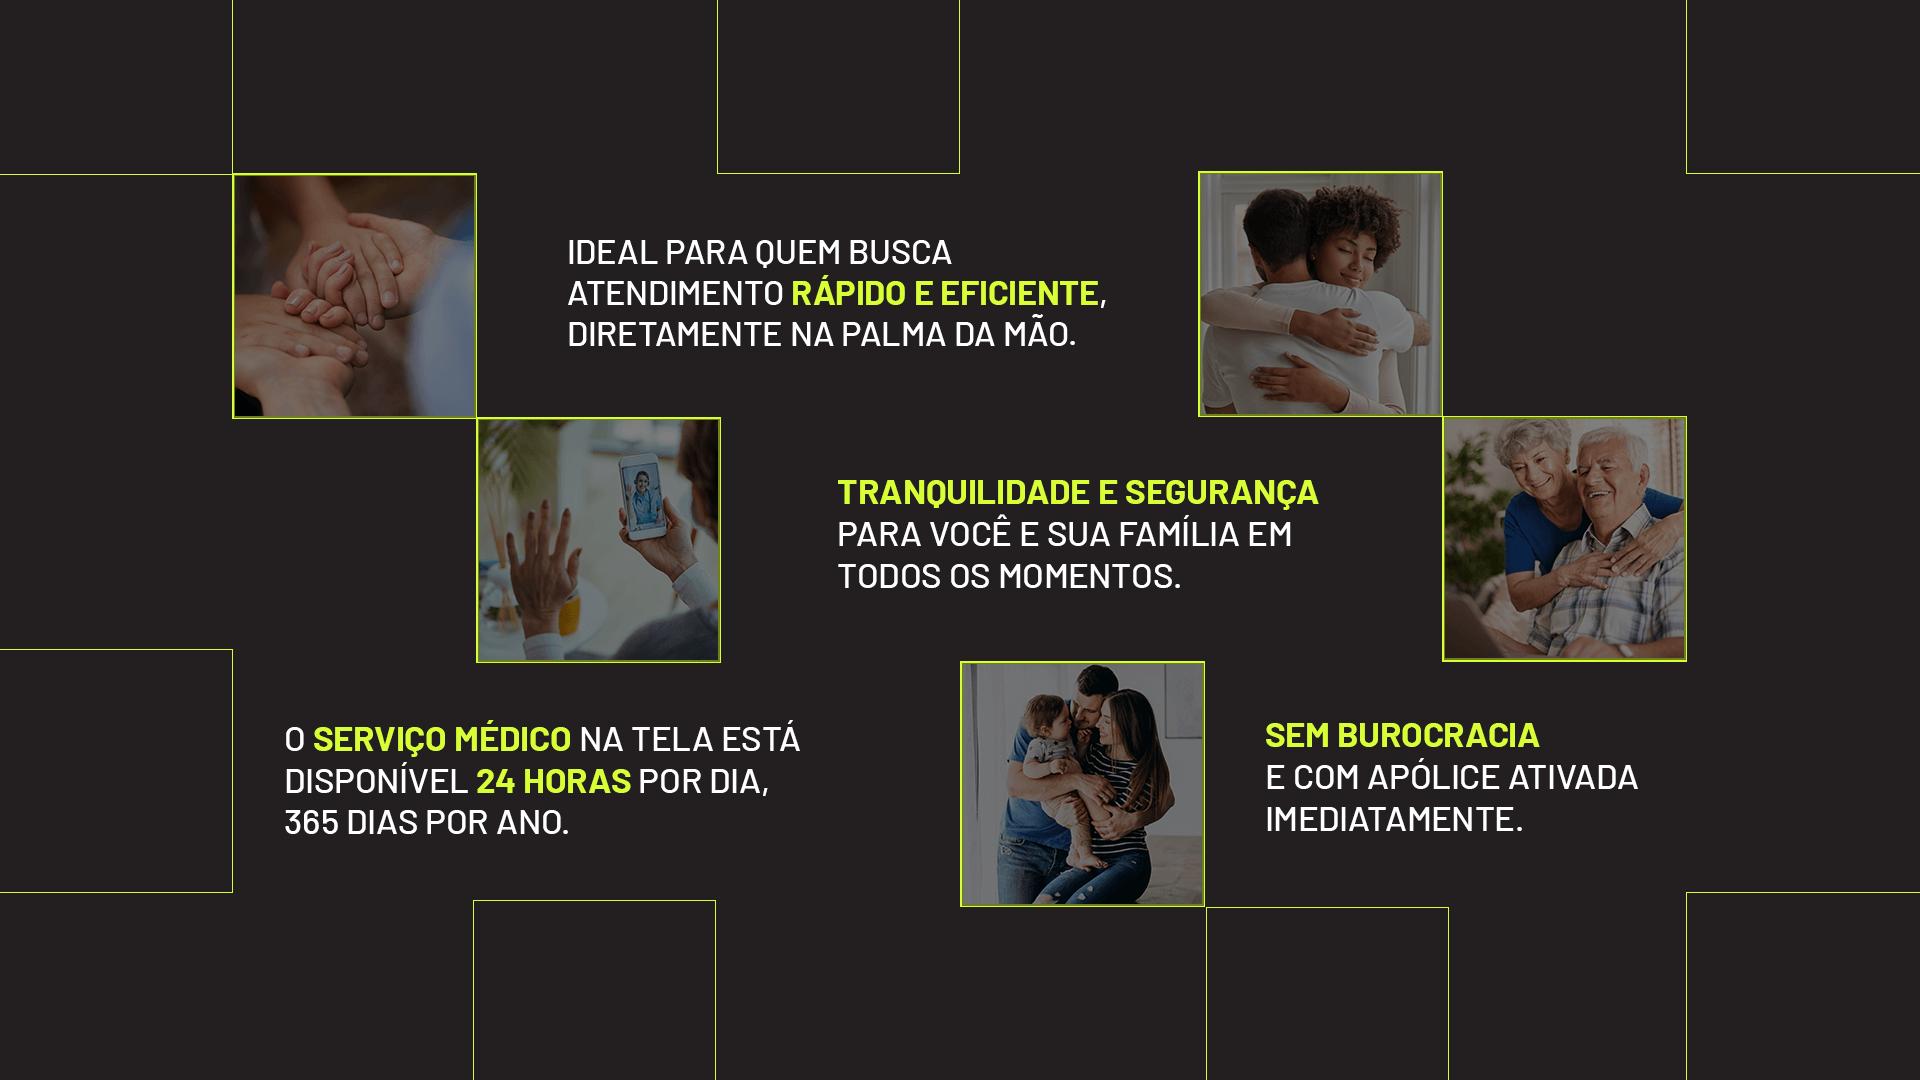 IDEAL PARA QUEM BUSCA
ATENDIMENTO RÁPIDO E EFICIENTE,
DIRETAMENTE NA PALMA DA MÃO.
TRANQUILIDADE E SEGURANÇA
PARA VOCÊ E SUA FAMÍLIA EM
TODOS OS MOMENTOS.
O SERVIÇO MÉDICO NA TELA ESTÁ
DISPONÍVEL 24 HORAS POR DIA,
365 DIAS POR ANO.
SEM BUROCRACIA
E COM APÓLICE ATIVADA
IMEDIATAMENTE.